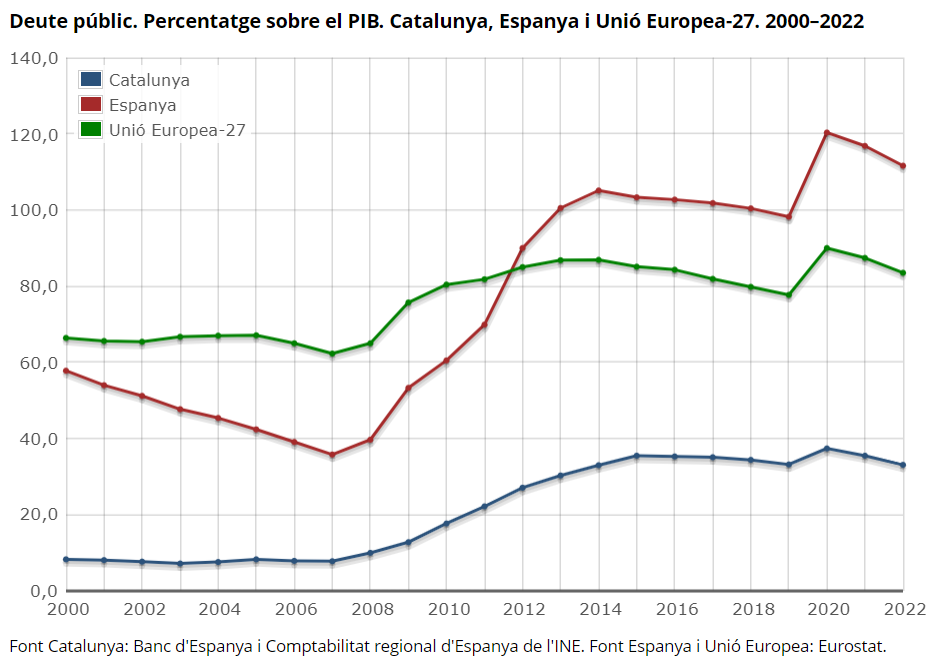 Deute públic. Percentatge sobre el PIB. Catalunya, Espanya i Unió Europea-27. 2000–2022
140,0
Catalunya
Espanya
Unió Europea-27
120,0
100,0
80,0
60,0
40,0
20,0
0,0
2000 2002 2004 2006 2008 2010 2012 2014 2016 2018 2020 2022
Font Catalunya: Banc d'Espanya i Comptabilitat regional d'Espanya de l'INE. Font Espanya i Unió Europea: Eurostat.